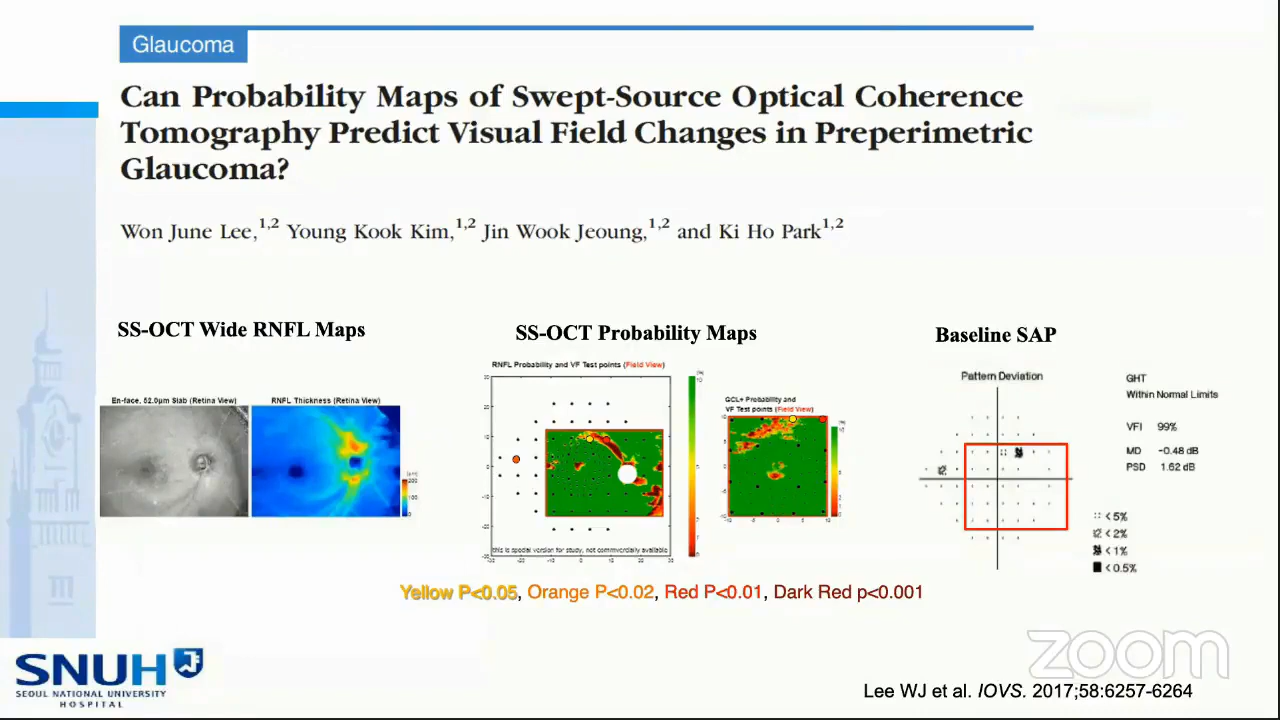 Glaucoma
Can Probability Maps of Swept-Source Optical Coherence
Tomography Predict Visual Field Changes in Preperimetric
Glaucoma?
Won June Lee,1,2 Young Kook Kim,1,2 Jin Wook Jeoung,1,2 and Ki Ho Park1,2
SS-OCT Wide RNFL Maps
SS-OCT Probability Maps
Baseline SAP
En-face, 52.0μm Slab (Retina View)
RNFL Thickness (Retina View)
RNFL Probability and VF Test points (Field View)
this is special version for study, not commercially available
GCL+ Probability and
VF Test points (Field View)
Pattern Deviation
GHT
Within Normal Limits
VFI 99%
MD -0.48 dB
PSD 1.62 dB
< 5%
< 2%
< 1%
< 0.5%
Yellow P<0.05, Orange P<0.02, Red P<0.01, Dark Red p<0.001
SNUH
SEOUL NATIONAL UNIVERSITY
HOSPITAL
zoom
Lee WJ et al. IOVS. 2017;58:6257-6264